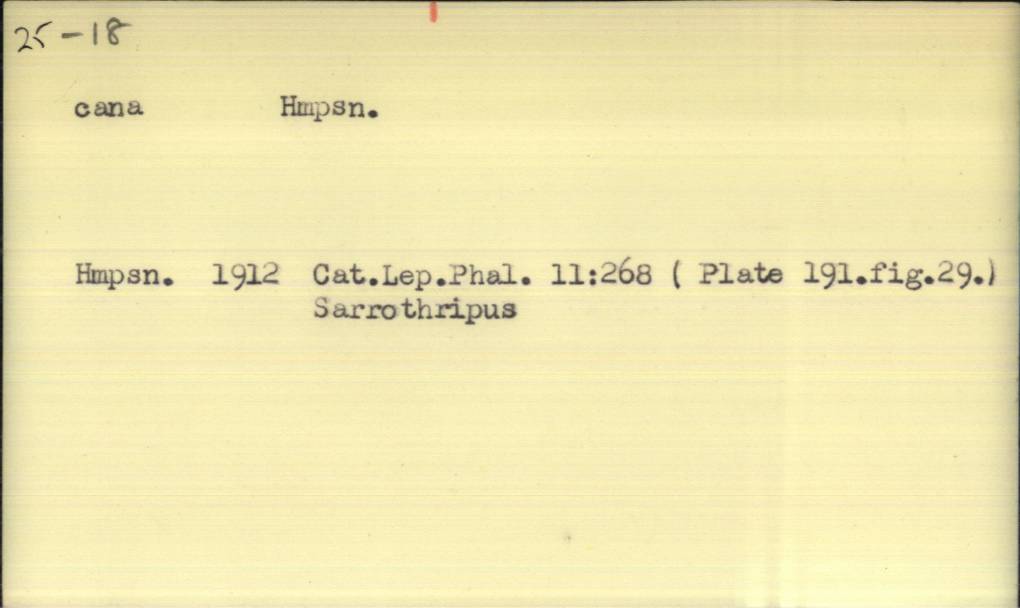 25-18
cana Hmpsn.
Hmpsn. 1912 Cat.Lep.Phal. 11:268 ( Plate 191.fig.29.)
Sarrothripus